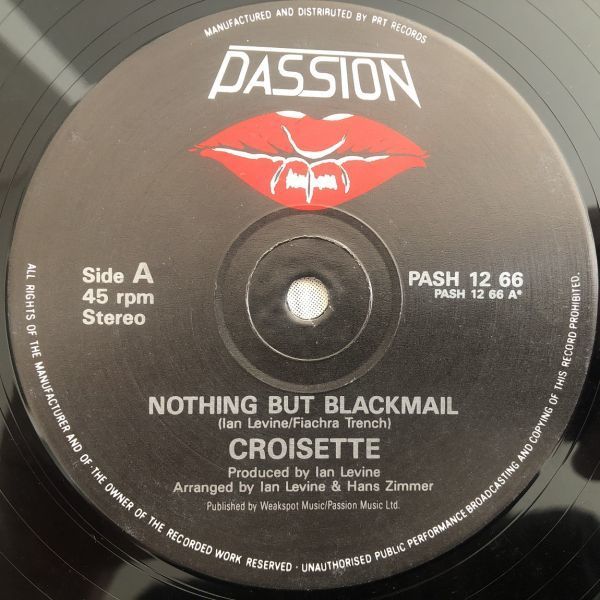 MANUFACTURED AND DISTRIBUTED BY PRT RECORDS
PASSION
Side A
45 rpm
Stereo
PASH 12 66
PASH 12 66 A*
NOTHING BUT BLACKMAIL
(Ian Levine/Fiachra Trench)
CROISETTE
Produced by Ian Levine
Arranged by Ian Levine & Hans Zimmer
Published by Weakspot Music/Passion Music Ltd.
ALL RIGHTS OF THE MANUFACTURER AND OF THE OWNER OF THE RECORDED WORK RESERVED · UNAUTHORISED PUBLIC PERFORMANCE BROADCASTING AND COPYING OF THIS RECORD PROHIBITED.